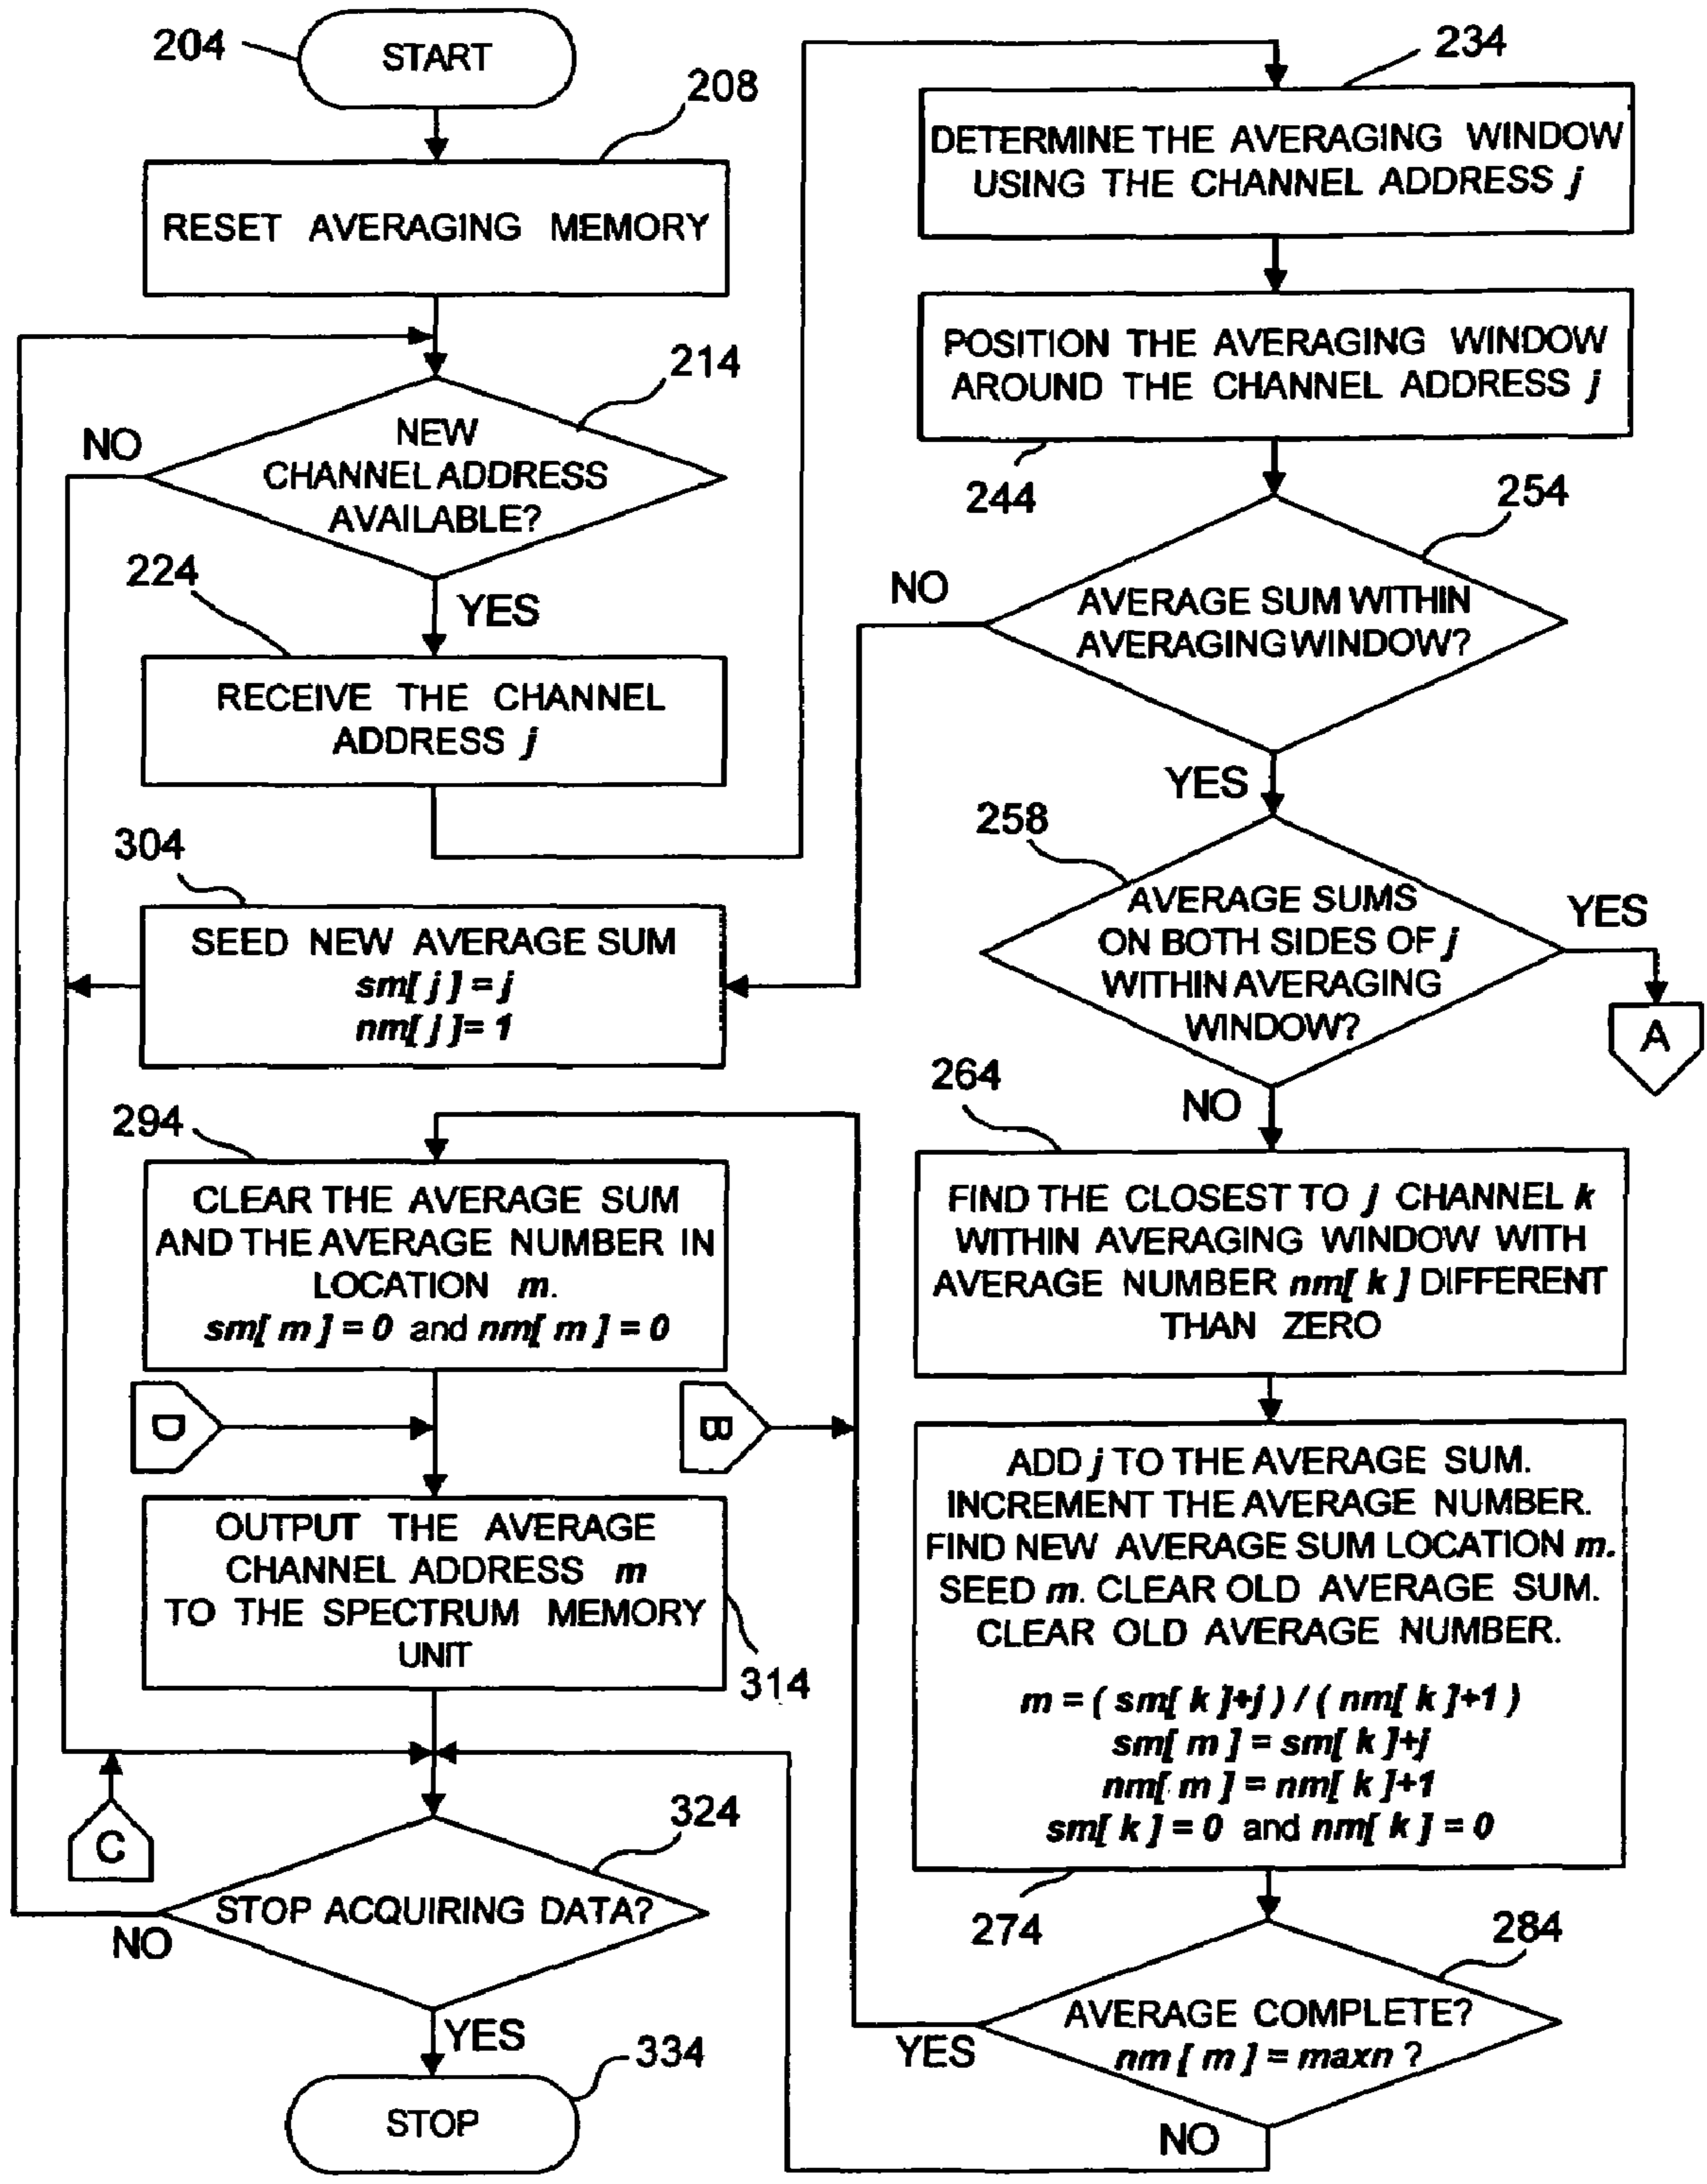 204
START
208
RESET AVERAGING MEMORY
214
NEW
CHANNEL ADDRESS
AVAILABLE?
NO
YES
224
RECEIVE THE CHANNEL
ADDRESS j
234
DETERMINE THE AVERAGING WINDOW
USING THE CHANNEL ADDRESS j
POSITION THE AVERAGING WINDOW
AROUND THE CHANNEL ADDRESS j
244
254
AVERAGE SUM WITHIN
AVERAGING WINDOW?
NO
YES
304
SEED NEW AVERAGE SUM
sm[ j ] = j
nm[ j ]= 1
258
AVERAGE SUMS
ON BOTH SIDES OF j
WITHIN AVERAGING
WINDOW?
YES
A
NO
264
FIND THE CLOSEST TO j CHANNEL k
WITHIN AVERAGING WINDOW WITH
AVERAGE NUMBER nm[ k ] DIFFERENT
THAN ZERO
ADD j TO THE AVERAGE SUM.
INCREMENT THE AVERAGE NUMBER.
FIND NEW AVERAGE SUM LOCATION m.
SEED m. CLEAR OLD AVERAGE SUM.
CLEAR OLD AVERAGE NUMBER.
m = ( sm[ k ]+j ) / ( nm[ k ]+1 )
sm[ m ] = sm[ k ]+j
nm[ m ] = nm[ k ]+1
sm[ k ] = 0 and nm[ k ] = 0
274
284
AVERAGE COMPLETE?
nm [ m ] = maxn ?
YES
NO
294
CLEAR THE AVERAGE SUM
AND THE AVERAGE NUMBER IN
LOCATION m.
sm[ m ] = 0 and nm[ m ] = 0
D
B
OUTPUT THE AVERAGE
CHANNEL ADDRESS m
TO THE SPECTRUM MEMORY
UNIT
314
C
324
STOP ACQUIRING DATA?
NO
YES
334
STOP